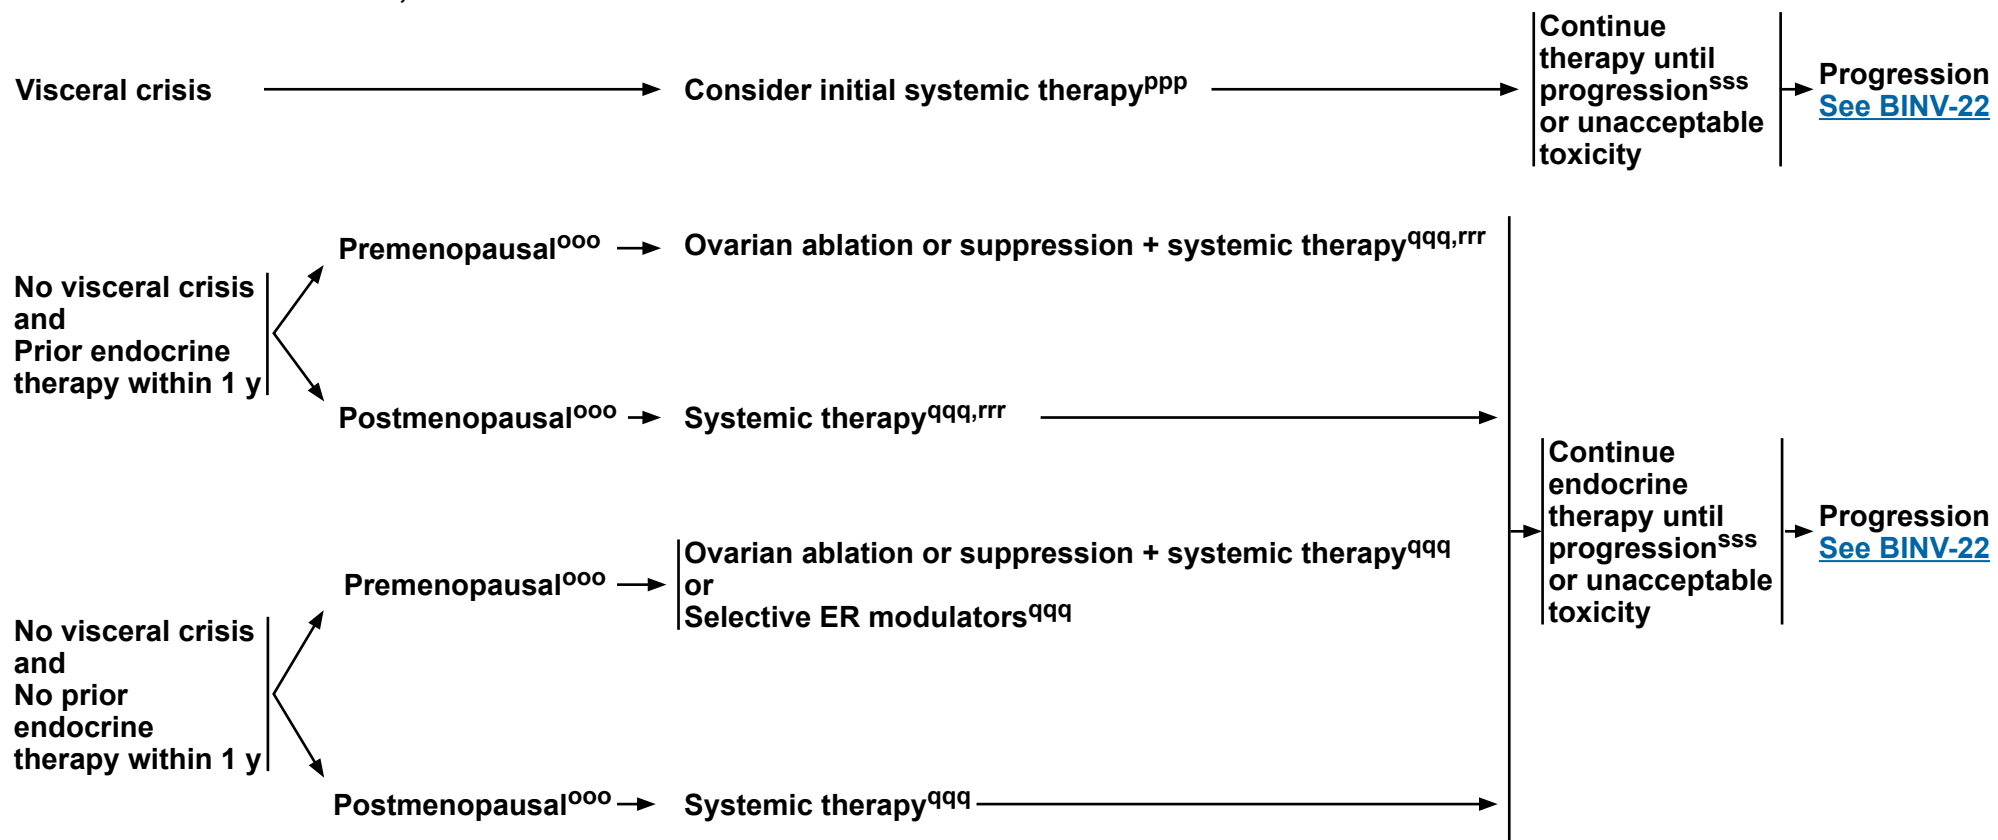 Visceral crisis
Consider initial systemic therapyppp
Continue
therapy until
progressionsss
or unacceptable
toxicity
Progression
See BINV-22
No visceral crisis
and
Prior endocrine
therapy within 1 y
Premenopausalooo
Ovarian ablation or suppression + systemic therapyqqq,rrr
Postmenopausalooo
Systemic therapyqqq,rrr
No visceral crisis
and
No prior
endocrine
therapy within 1 y
Premenopausalooo
Ovarian ablation or suppression + systemic therapyqqq
or
Selective ER modulatorsqqq
Postmenopausalooo
Systemic therapyqqq
Continue
endocrine
therapy until
progressionsss
or unacceptable
toxicity
Progression
See BINV-22